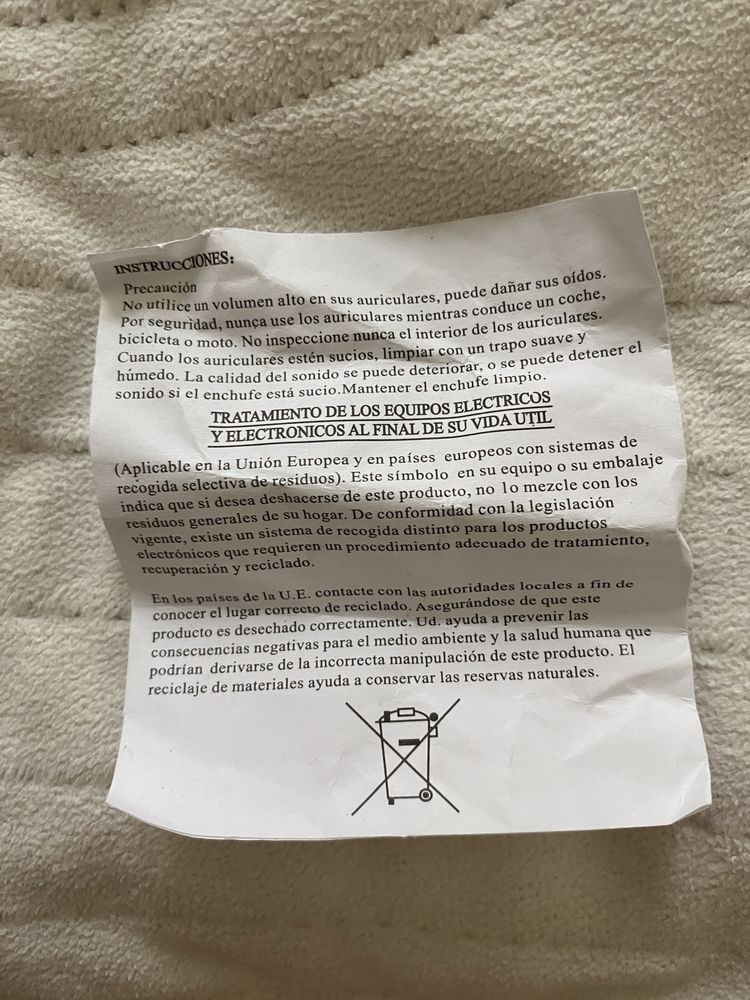 INSTRUCCIONES:
Precaución
No utilice un volumen alto en sus auriculares, puede dañar sus oídos.
Por seguridad, nunça use los auriculares mientras conduce un coche,
bicicleta o moto. No inspeccione nunca el interior de los auriculares.
Cuando los auriculares estén sucios, limpiar con un trapo suave y
húmedo. La calidad del sonido se puede deteriorar, o se puede detener el
sonido si el enchufe está sucio.Mantener el enchufe limpio.
TRATAMIENTO DE LOS EQUIPOS ELECTRICOS
Y ELECTRONICOS AL FINAL DE SU VIDA UTIL
(Aplicable en la Unión Europea y en países europeos con sistemas de
recogida selectiva de residuos). Este símbolo en su equipo o su embalaje
indica que si desea deshacerse de este producto, no lo mezcle con los
residuos generales de su hogar. De conformidad con la legislación
vigente, existe un sistema de recogida distinto para los productos
electrónicos que requieren un procedimiento adecuado de tratamiento,
recuperación y reciclado.
En los países de la U.E. contacte con las autoridades locales a fin de
conocer el lugar correcto de reciclado. Asegurándose de que este
producto es desechado correctamente. Ud. ayuda a prevenir las
consecuencias negativas para el medio ambiente y la salud humana que
podrían derivarse de la incorrecta manipulación de este producto. El
reciclaje de materiales ayuda a conservar las reservas naturales.